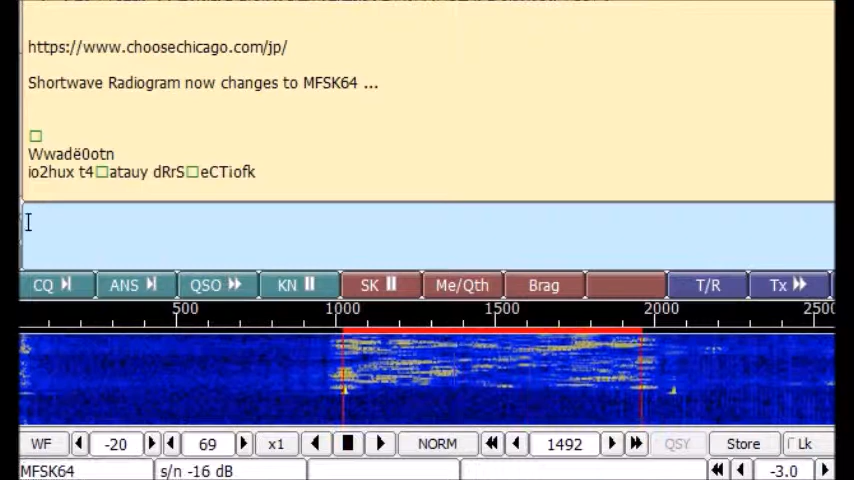 https://www.choosechicago.com/jp/
Shortwave Radiogram now changes to MFSK64 ...
□
Wwadë0otn
io2hux t4□atauy dRrS□eCTiofk
CQ ANS QSO KN SK Me/Qth Brag T/R Tx
500 1000 1500 2000 2500
WF -20 69 x1 NORM 1492 QSY Store Lk
MFSK64 s/n -16 dB -3.0